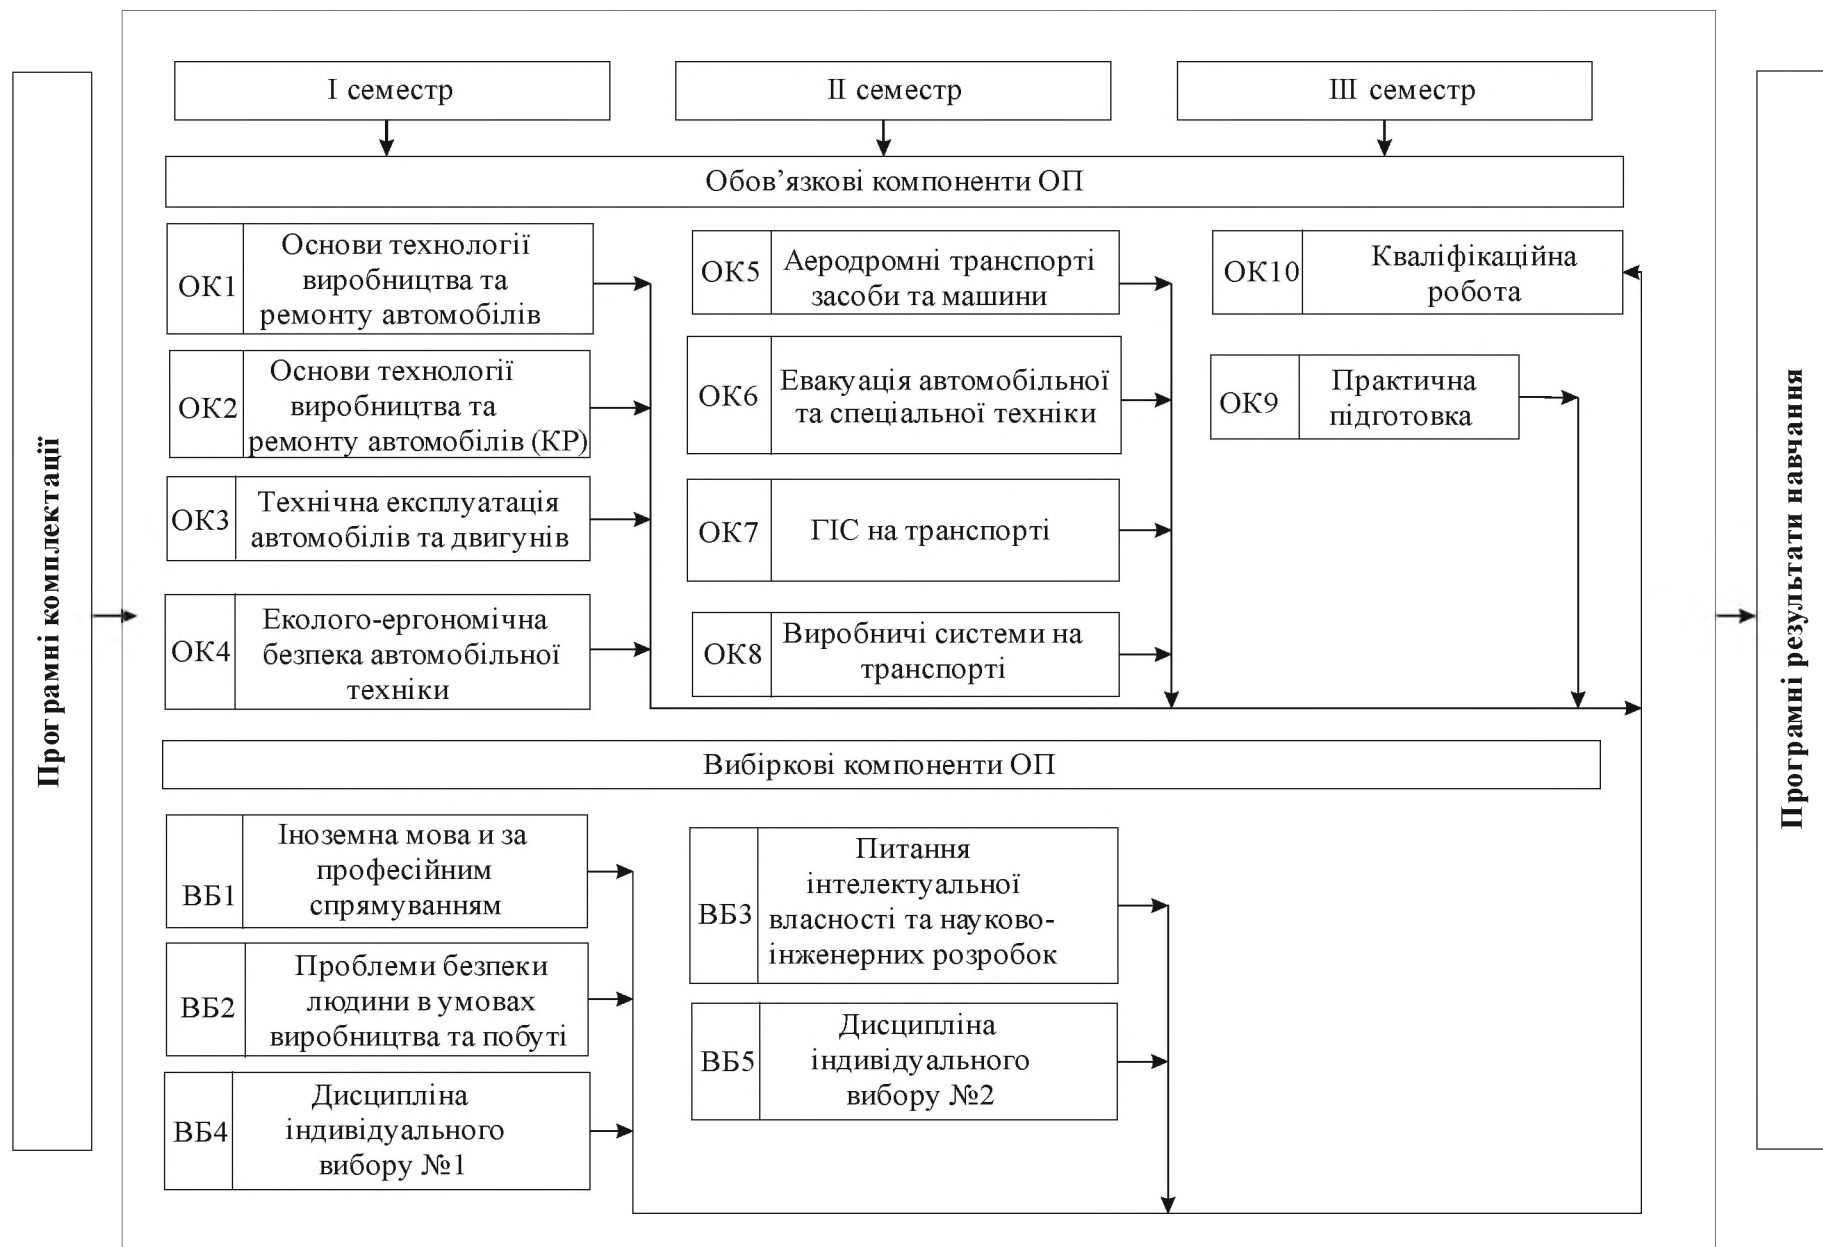 Програмні комплектації
І семестр
ІІ семестр
ІІІ семестр
Обов’язкові компоненти ОП
ОК1
Основи технології
виробництва та
ремонту автомобілів
ОК2
Основи технології
виробництва та
ремонту автомобілів (КР)
ОК3
Технічна експлуатація
автомобілів та двигунів
ОК4
Еколого-ергономічна
безпека автомобільної
техніки
ОК5
Аеродромні транспорті
засоби та машини
ОК6
Евакуація автомобільної
та спеціальної техніки
ОК7
ГІС на транспорті
ОК8
Виробничі системи на
транспорті
ОК10
Кваліфікаційна
робота
ОК9
Практична
підготовка
Вибіркові компоненти ОП
ВБ1
Іноземна мова и за
професійним
спрямуванням
ВБ2
Проблеми безпеки
людини в умовах
виробництва та побуті
ВБ4
Дисципліна
індивідуального
вибору №1
ВБ3
Питання
інтелектуальної
власності та науково-
інженерних розробок
ВБ5
Дисципліна
індивідуального
вибору №2
Програмні результати навчання